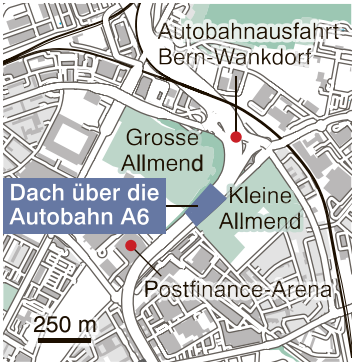 Autobahnausfahrt
Bern-Wankdorf
Grosse
Allmend
Dach über die
Autobahn A6
Kleine
Allmend
Postfinance-Arena
250 m